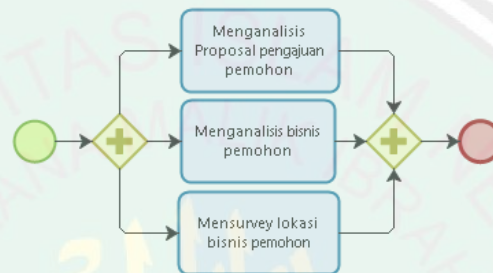 Menganalisis
Proposal pengajuan
pemohon
Menganalisis bisnis
pemohon
Mensurvey lokasi
bisnis pemohon